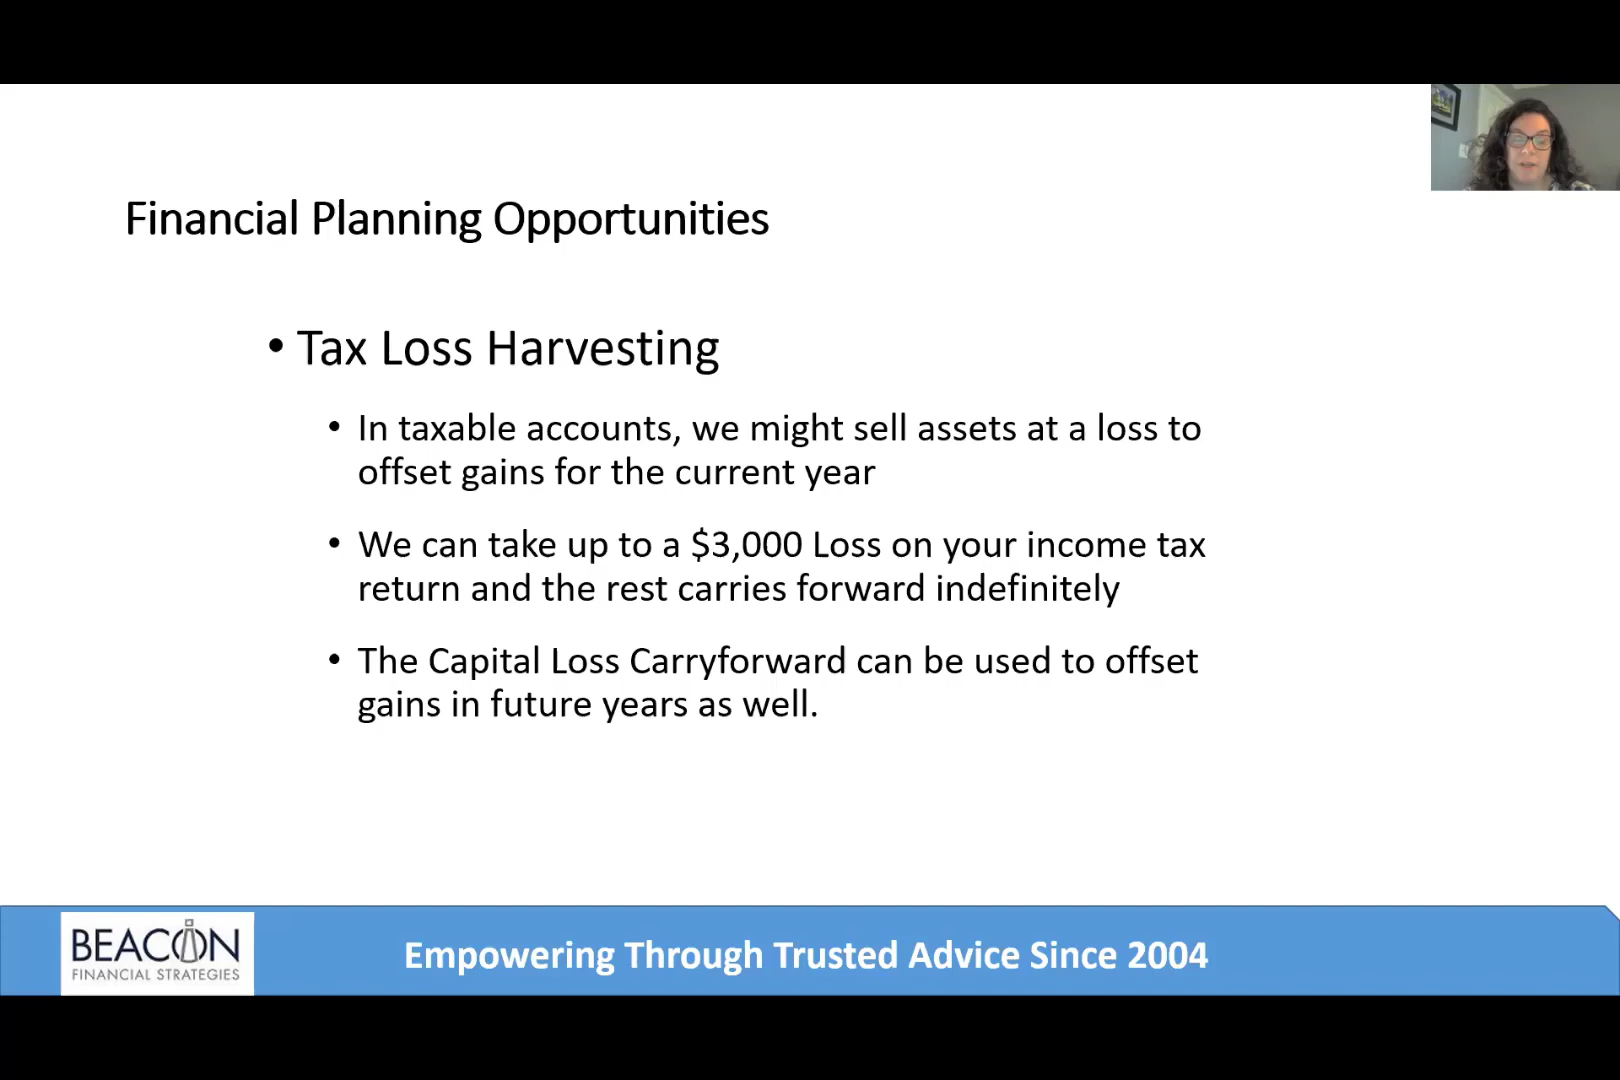 Financial Planning Opportunities
• Tax Loss Harvesting
• In taxable accounts, we might sell assets at a loss to
offset gains for the current year
• We can take up to a $3,000 Loss on your income tax
return and the rest carries forward indefinitely
• The Capital Loss Carryforward can be used to offset
gains in future years as well.
BEACON
FINANCIAL STRATEGIES
Empowering Through Trusted Advice Since 2004